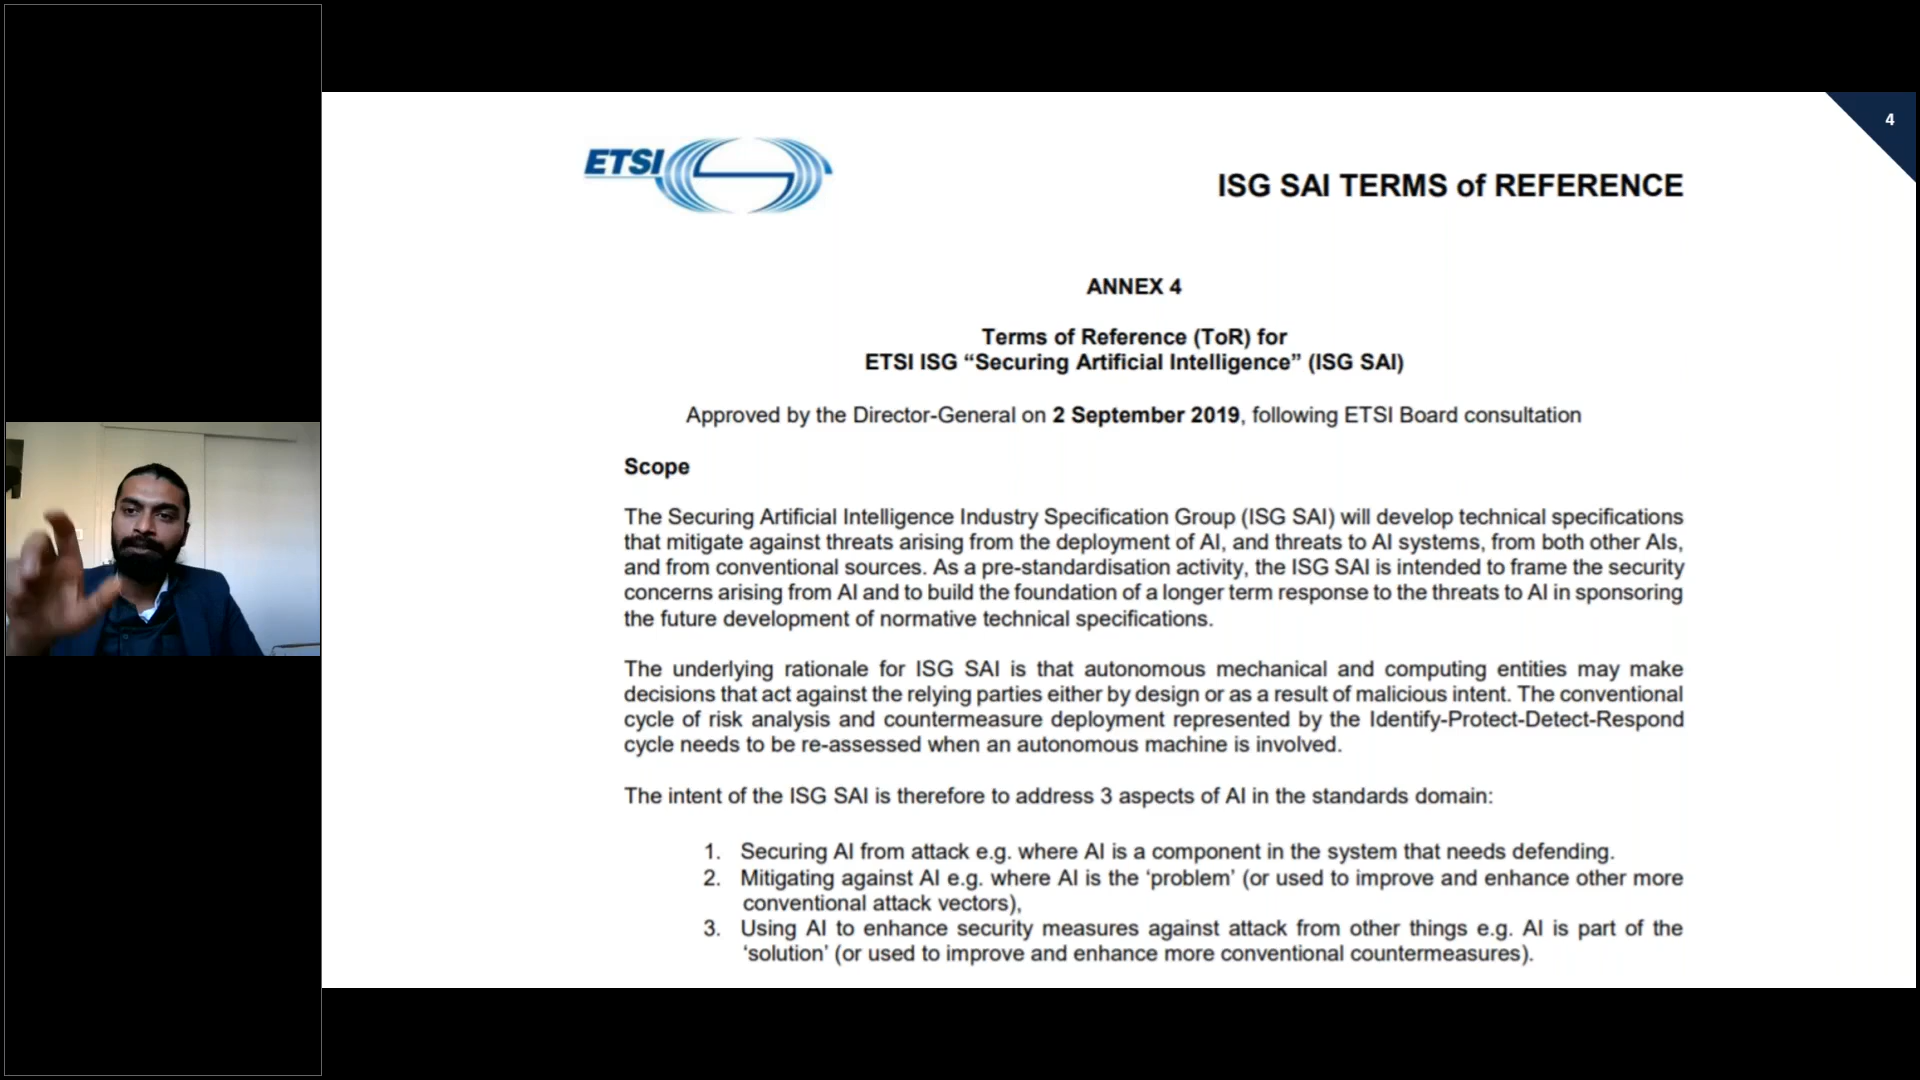 4
ETSI
ISG SAI TERMS of REFERENCE
ANNEX 4
Terms of Reference (ToR) for
ETSI ISG “Securing Artificial Intelligence” (ISG SAI)
Approved by the Director-General on 2 September 2019, following ETSI Board consultation
Scope
The Securing Artificial Intelligence Industry Specification Group (ISG SAI) will develop technical specifications
that mitigate against threats arising from the deployment of AI, and threats to AI systems, from both other AIs,
and from conventional sources. As a pre-standardisation activity, the ISG SAI is intended to frame the security
concerns arising from AI and to build the foundation of a longer term response to the threats to AI in sponsoring
the future development of normative technical specifications.
The underlying rationale for ISG SAI is that autonomous mechanical and computing entities may make
decisions that act against the relying parties either by design or as a result of malicious intent. The conventional
cycle of risk analysis and countermeasure deployment represented by the Identify-Protect-Detect-Respond
cycle needs to be re-assessed when an autonomous machine is involved.
The intent of the ISG SAI is therefore to address 3 aspects of AI in the standards domain:
1. Securing AI from attack e.g. where AI is a component in the system that needs defending.
2. Mitigating against AI e.g. where AI is the ‘problem’ (or used to improve and enhance other more
conventional attack vectors),
3. Using AI to enhance security measures against attack from other things e.g. AI is part of the
‘solution’ (or used to improve and enhance more conventional countermeasures).